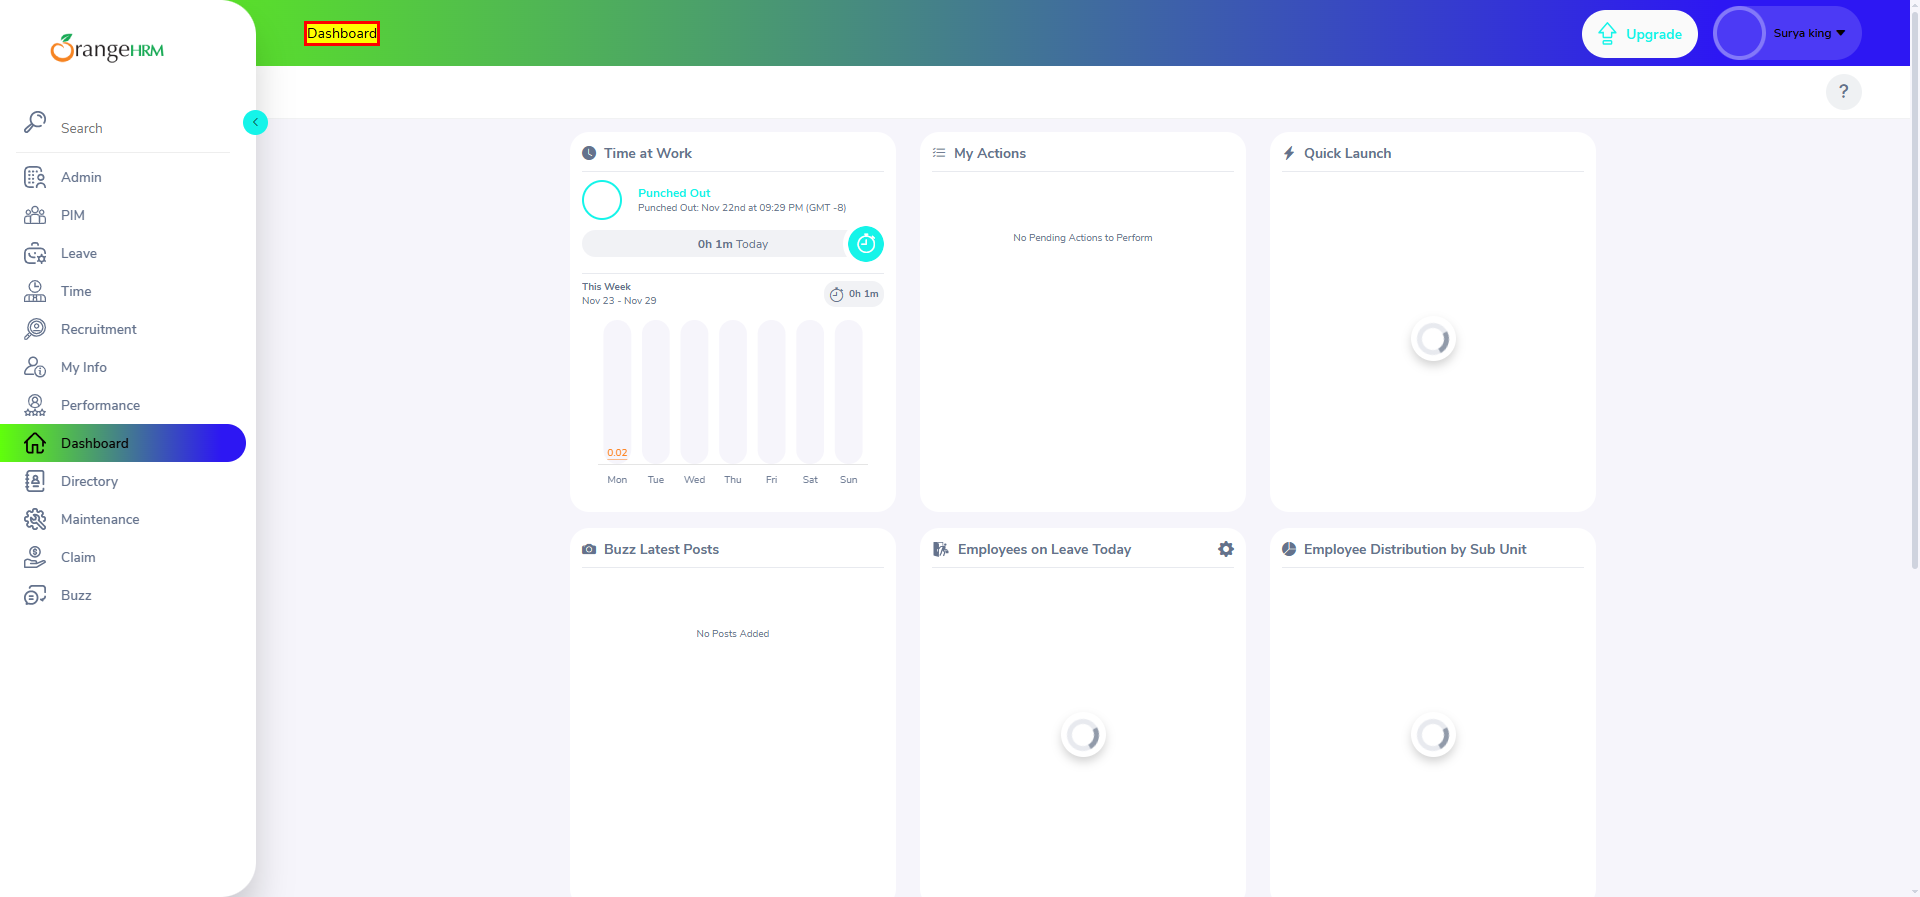 OrangeHRM
Dashboard
Upgrade
Surya king
?
Search
Admin
PIM
Leave
Time
Recruitment
My Info
Performance
Dashboard
Directory
Maintenance
Claim
Buzz
Time at Work
Punched Out
Punched Out: Nov 22nd at 09:29 PM (GMT -8)
0h 1m Today
This Week
Nov 23 - Nov 29
0h 1m
0.02
Mon Tue Wed Thu Fri Sat Sun
My Actions
No Pending Actions to Perform
Quick Launch
Buzz Latest Posts
No Posts Added
Employees on Leave Today
Employee Distribution by Sub Unit